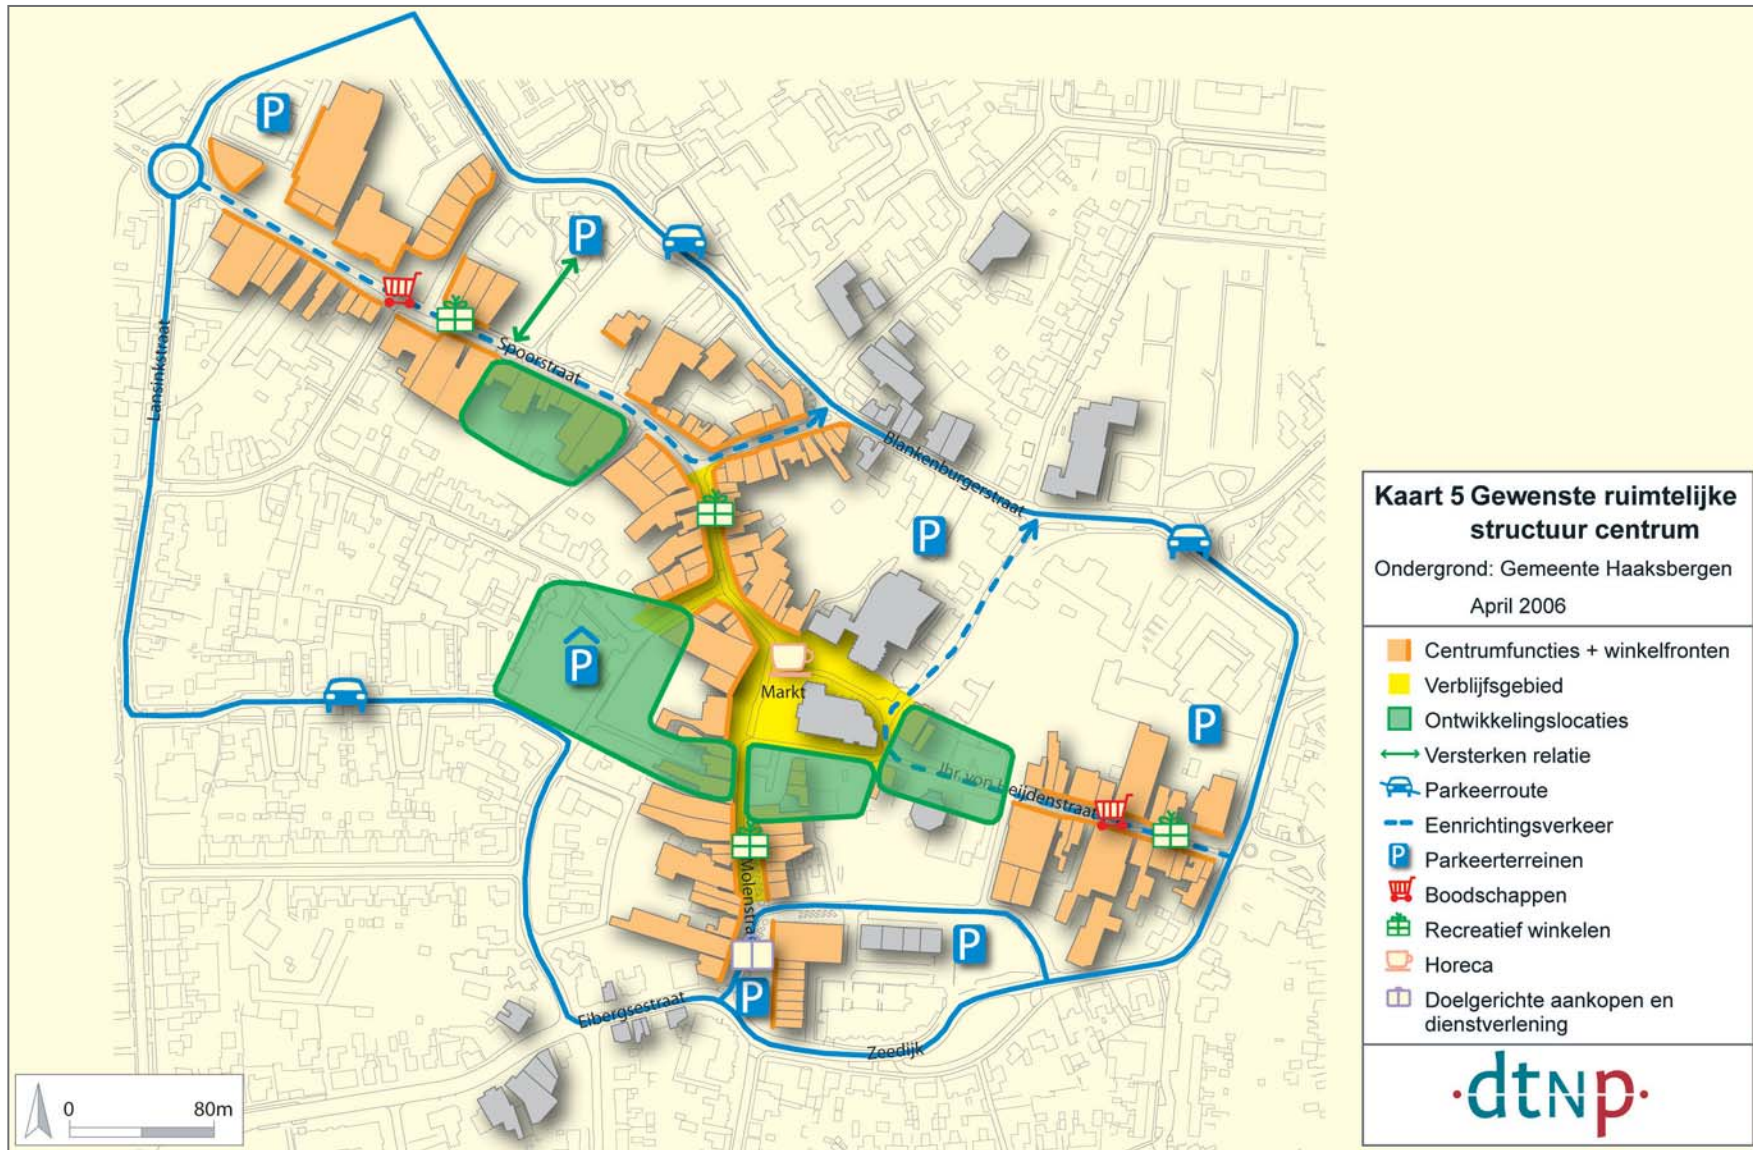 P
P
Lansinkstraat
Spoorstraat
Blankenburgerstraat
P
P
Markt
P
Jhr. von Heijdenstraat
Molenstra
P
P
Eibergsestraat
Zeedijk
0 80m
Kaart 5 Gewenste ruimtelijke
structuur centrum
Ondergrond: Gemeente Haaksbergen
April 2006
Centrumfuncties + winkelfronten
Verblijfsgebied
Ontwikkelingslocaties
Versterken relatie
Parkeerroute
Eenrichtingsverkeer
P Parkeerterreinen
Boodschappen
Recreatief winkelen
Horeca
Doelgerichte aankopen en
dienstverlening
·dtNp·